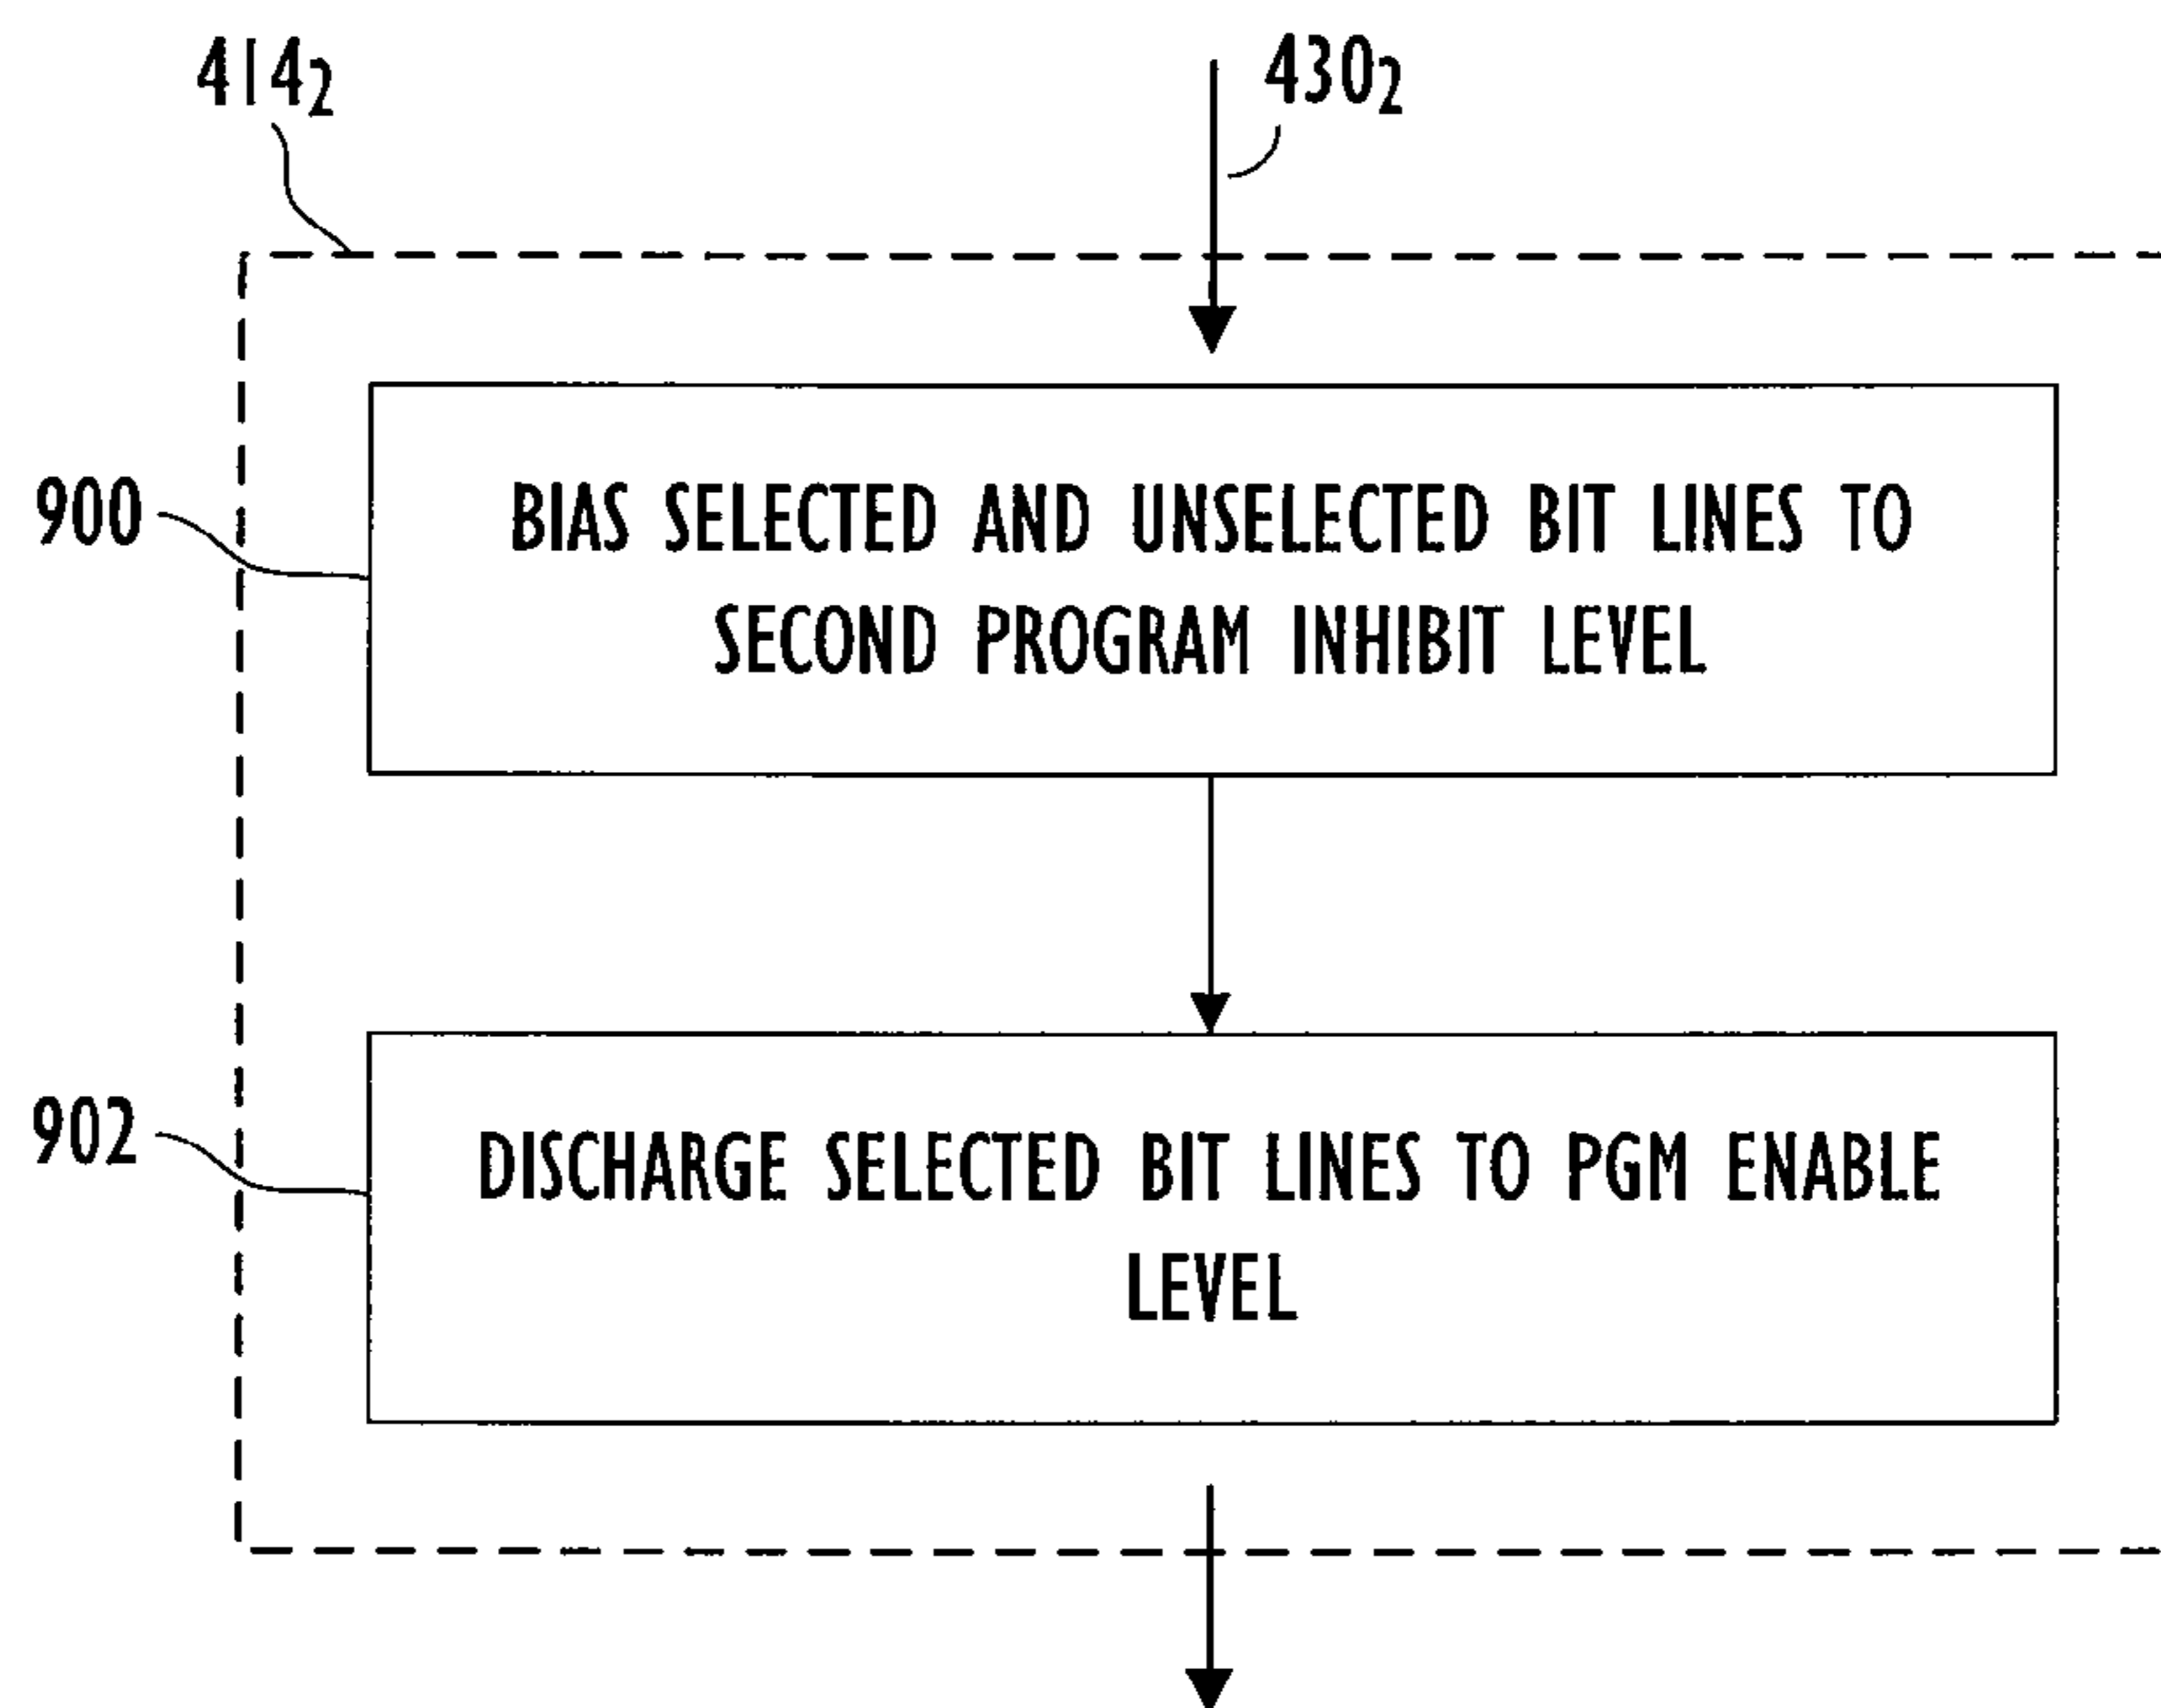 414₂
430₂
900
BIAS SELECTED AND UNSELECTED BIT LINES TO
SECOND PROGRAM INHIBIT LEVEL
902
DISCHARGE SELECTED BIT LINES TO PGM ENABLE
LEVEL